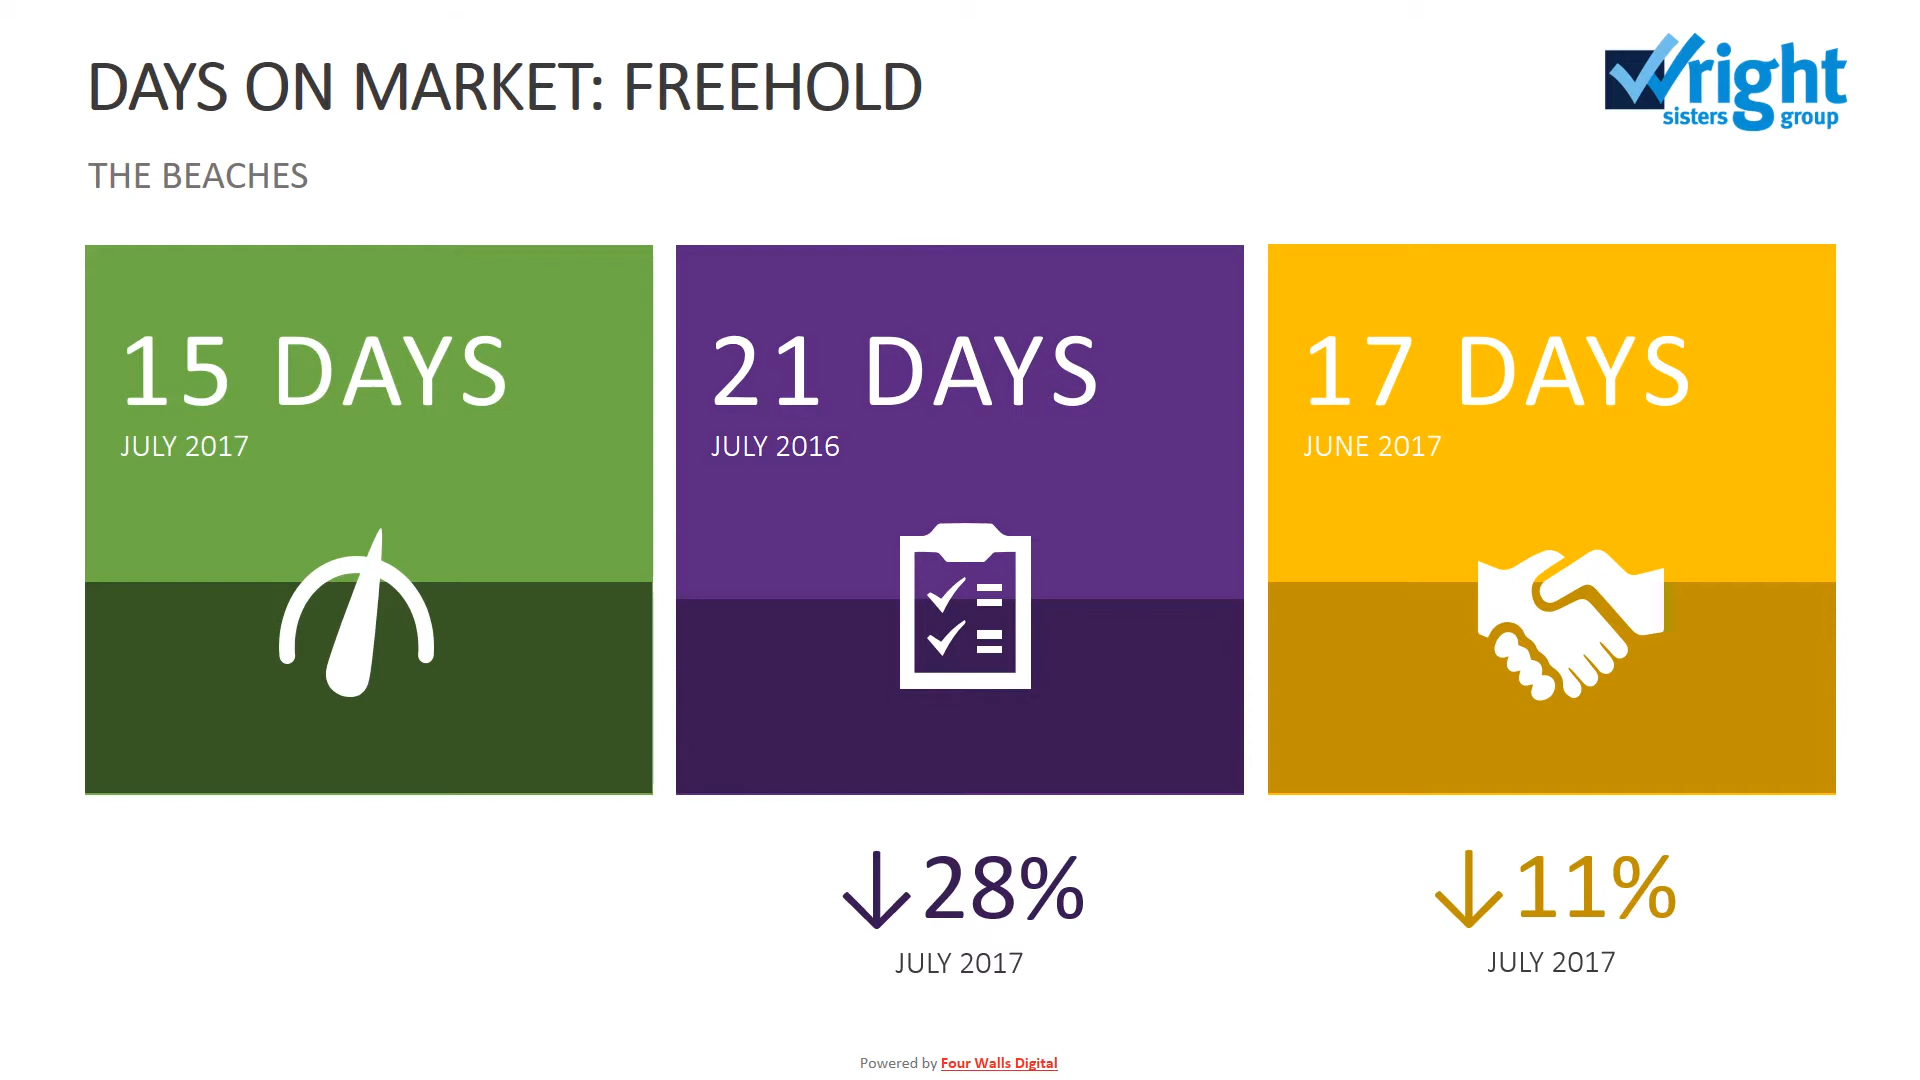 DAYS ON MARKET: FREEHOLD
Wright
sisters group
THE BEACHES
15 DAYS
JULY 2017
21 DAYS
JULY 2016
17 DAYS
JUNE 2017
↓28%
JULY 2017
↓11%
JULY 2017
Powered by Four Walls Digital